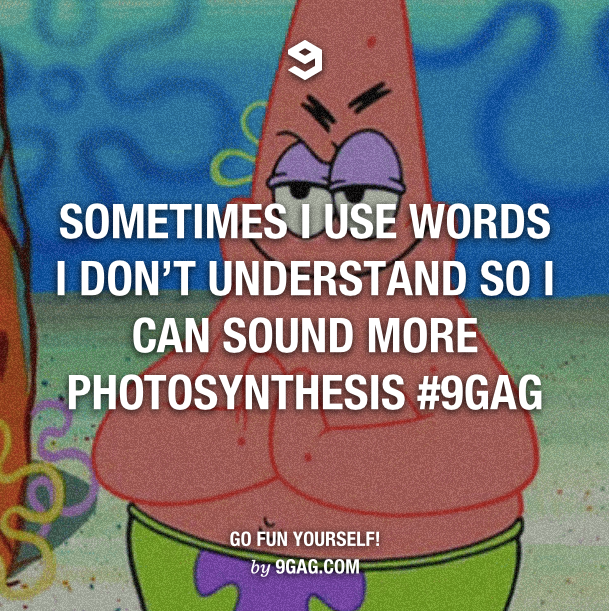 9
SOMETIMES I USE WORDS
I DON’T UNDERSTAND SO I
CAN SOUND MORE
PHOTOSYNTHESIS #9GAG
GO FUN YOURSELF!
by 9GAG.COM